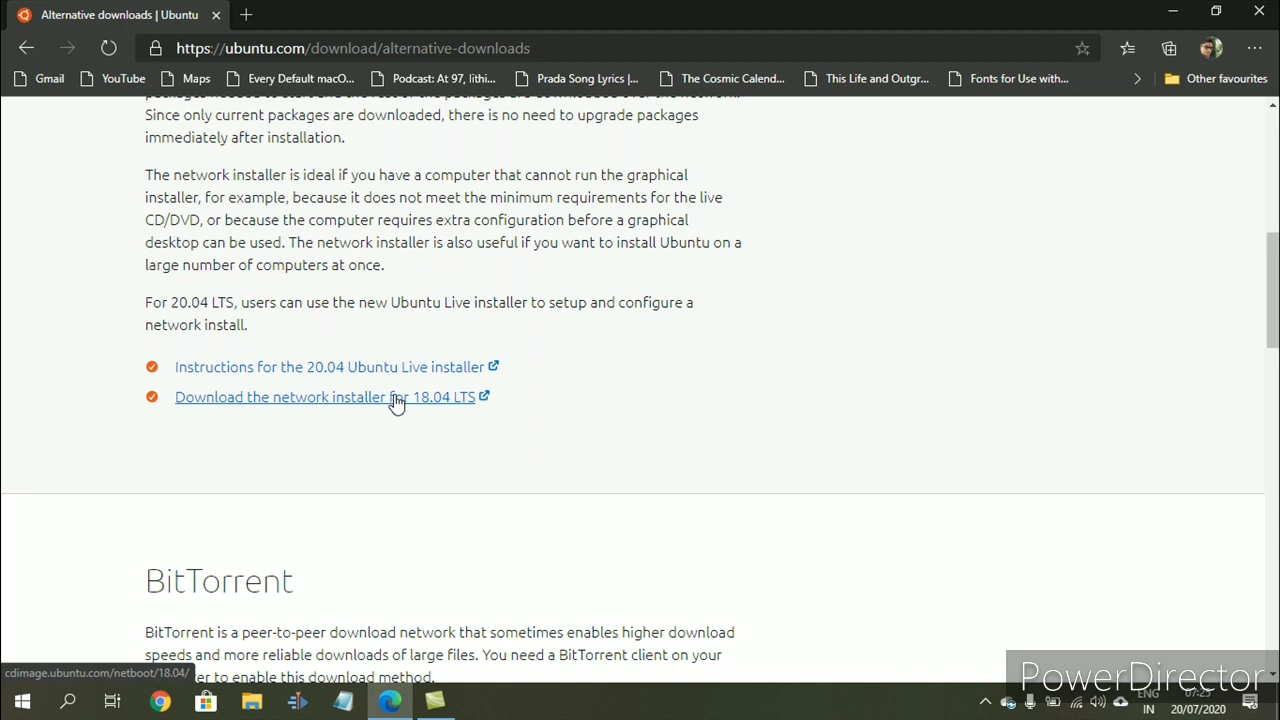 Alternative downloads | Ubuntu
https://ubuntu.com/download/alternative-downloads
Gmail
YouTube
Maps
Every Default macO...
Podcast: At 97, lithi...
Prada Song Lyrics |...
The Cosmic Calend...
This Life and Outgr...
Fonts for Use with...
Other favourites
Since only current packages are downloaded, there is no need to upgrade packages
immediately after installation.
The network installer is ideal if you have a computer that cannot run the graphical
installer, for example, because it does not meet the minimum requirements for the live
CD/DVD, or because the computer requires extra configuration before a graphical
desktop can be used. The network installer is also useful if you want to install Ubuntu on a
large number of computers at once.
For 20.04 LTS, users can use the new Ubuntu Live installer to setup and configure a
network install.
Instructions for the 20.04 Ubuntu Live installer
Download the network installer for 18.04 LTS
BitTorrent
BitTorrent is a peer-to-peer download network that sometimes enables higher download
speeds and more reliable downloads of large files. You need a BitTorrent client on your
er to enable this download method.
cdimage.ubuntu.com/netboot/18.04/
PowerDirector
ENG
IN
07:25
20/07/2020